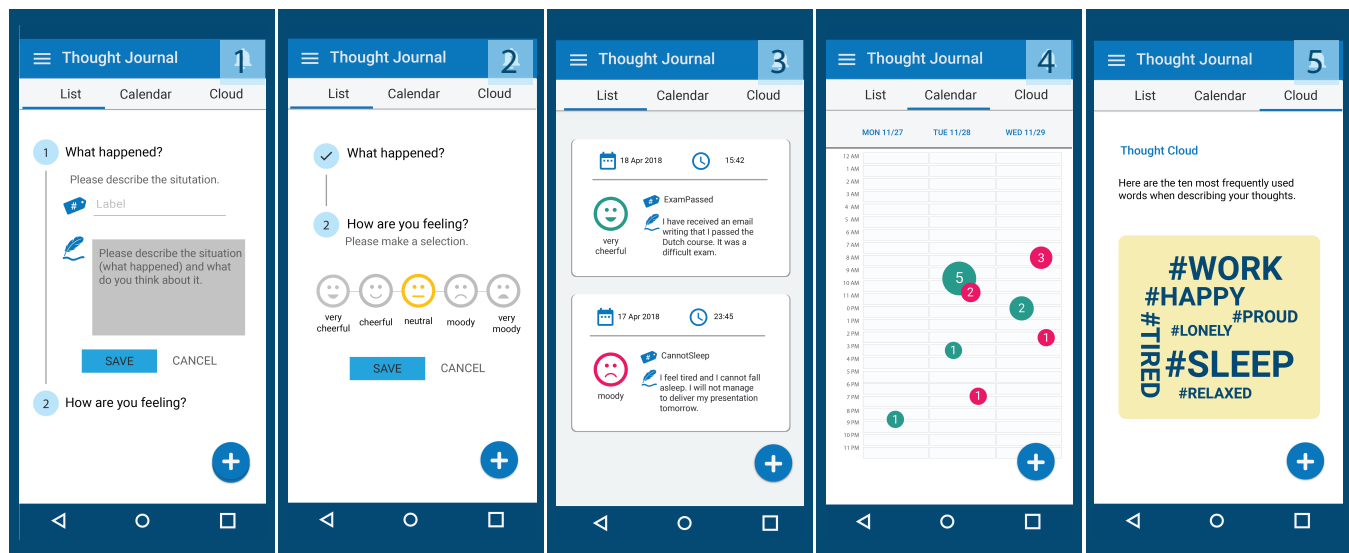 Thought Journal
1
List Calendar Cloud
1 What happened?
Please describe the situtation.
# Label
Please describe the situation
(what happened) and what
do you think about it.
SAVE CANCEL
2 How are you feeling?
+
Thought Journal
2
List Calendar Cloud
What happened?
2 How are you feeling?
Please make a selection.
very
cheerful
cheerful
neutral
moody
very
moody
SAVE CANCEL
+
Thought Journal
3
List Calendar Cloud
18 Apr 2018 15:42
# ExamPassed
very
cheerful
I have received an email
writing that I passed the
Dutch course. It was a
difficult exam.
17 Apr 2018 23:45
# CannotSleep
moody
I feel tired and I cannot fall
asleep. I will not manage
to deliver my presentation
tomorrow.
+
Thought Journal
4
List Calendar Cloud
MON 11/27 TUE 11/28 WED 11/29
12 AM
1 AM
2 AM
3 AM
4 AM
5 AM
6 AM
7 AM
8 AM
9 AM
10 AM
11 AM
0 PM
1 PM
2 PM
3 PM
4 PM
5 PM
6 PM
7 PM
8 PM
9 PM
10 PM
11 PM
3
5
2
2
1
1
1
1
+
Thought Journal
5
List Calendar Cloud
Thought Cloud
Here are the ten most frequently used
words when describing your thoughts.
#WORK
#HAPPY
#PROUD
#LONELY
#TIRED
#SLEEP
#RELAXED
+